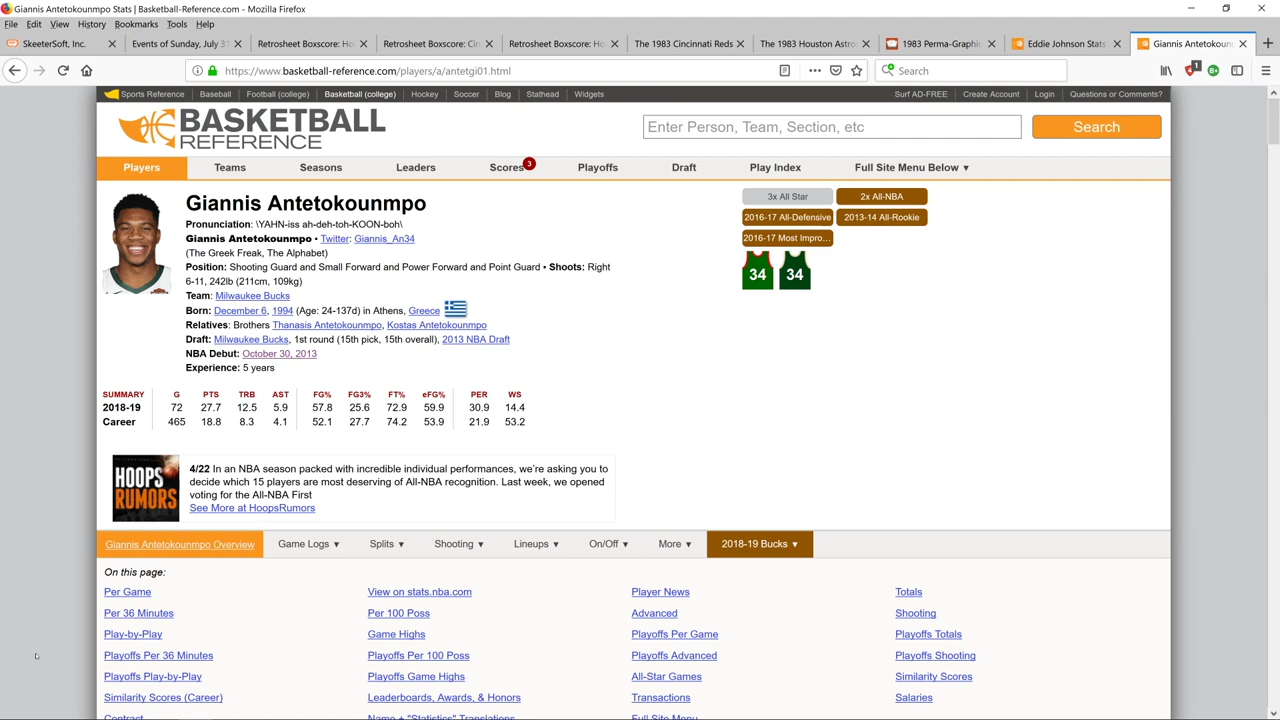 Giannis Antetokounmpo Stats | Basketball-Reference.com - Mozilla Firefox
File Edit View History Bookmarks Tools Help
SkeeterSoft, Inc. Events of Sunday, July 3 Retrosheet Boxscore: Ho Retrosheet Boxscore: Ci Retrosheet Boxscore: Ho The 1983 Cincinnati Reds The 1983 Houston Astro 1983 Perma-Graphic Eddie Johnson Stats Giannis Antetokoun
https://www.basketball-reference.com/players/a/antetgi01.html Search 1
Sports Reference Baseball Football (college) Basketball (college) Hockey Soccer Blog Stathead Widgets Surf AD-FREE Create Account Login Questions or Comments?
BASKETBALL
REFERENCE
Enter Person, Team, Section, etc Search
Players Teams Seasons Leaders Scores 3 Playoffs Draft Play Index Full Site Menu Below ▼
Giannis Antetokounmpo
Pronunciation: \YAHN-iss ah-deh-toh-KOON-boh\
Giannis Antetokounmpo • Twitter: Giannis_An34
(The Greek Freak, The Alphabet)
Position: Shooting Guard and Small Forward and Power Forward and Point Guard • Shoots: Right
6-11, 242lb (211cm, 109kg)
Team: Milwaukee Bucks
Born: December 6, 1994 (Age: 24-137d) in Athens, Greece
Relatives: Brothers Thanasis Antetokounmpo, Kostas Antetokounmpo
Draft: Milwaukee Bucks, 1st round (15th pick, 15th overall), 2013 NBA Draft
NBA Debut: October 30, 2013
Experience: 5 years
3x All Star 2x All-NBA
2016-17 All-Defensive 2013-14 All-Rookie
2016-17 Most Impro...
34 34
SUMMARY G PTS TRB AST FG% FG3% FT% eFG% PER WS
2018-19 72 27.7 12.5 5.9 57.8 25.6 72.9 59.9 30.9 14.4
Career 465 18.8 8.3 4.1 52.1 27.7 74.2 53.9 21.9 53.2
HOOPS
RUMORS
4/22 In an NBA season packed with incredible individual performances, we're asking you to
decide which 15 players are most deserving of All-NBA recognition. Last week, we opened
voting for the All-NBA First
See More at HoopsRumors
Giannis Antetokounmpo Overview Game Logs ▼ Splits ▼ Shooting ▼ Lineups ▼ On/Off ▼ More ▼ 2018-19 Bucks ▼
On this page:
Per Game View on stats.nba.com Player News Totals
Per 36 Minutes Per 100 Poss Advanced Shooting
Play-by-Play Game Highs Playoffs Per Game Playoffs Totals
Playoffs Per 36 Minutes Playoffs Per 100 Poss Playoffs Advanced Playoffs Shooting
Playoffs Play-by-Play Playoffs Game Highs All-Star Games Similarity Scores
Similarity Scores (Career) Leaderboards, Awards, & Honors Transactions Salaries
Contract Name + "Statistics" Translations Full Site Menu